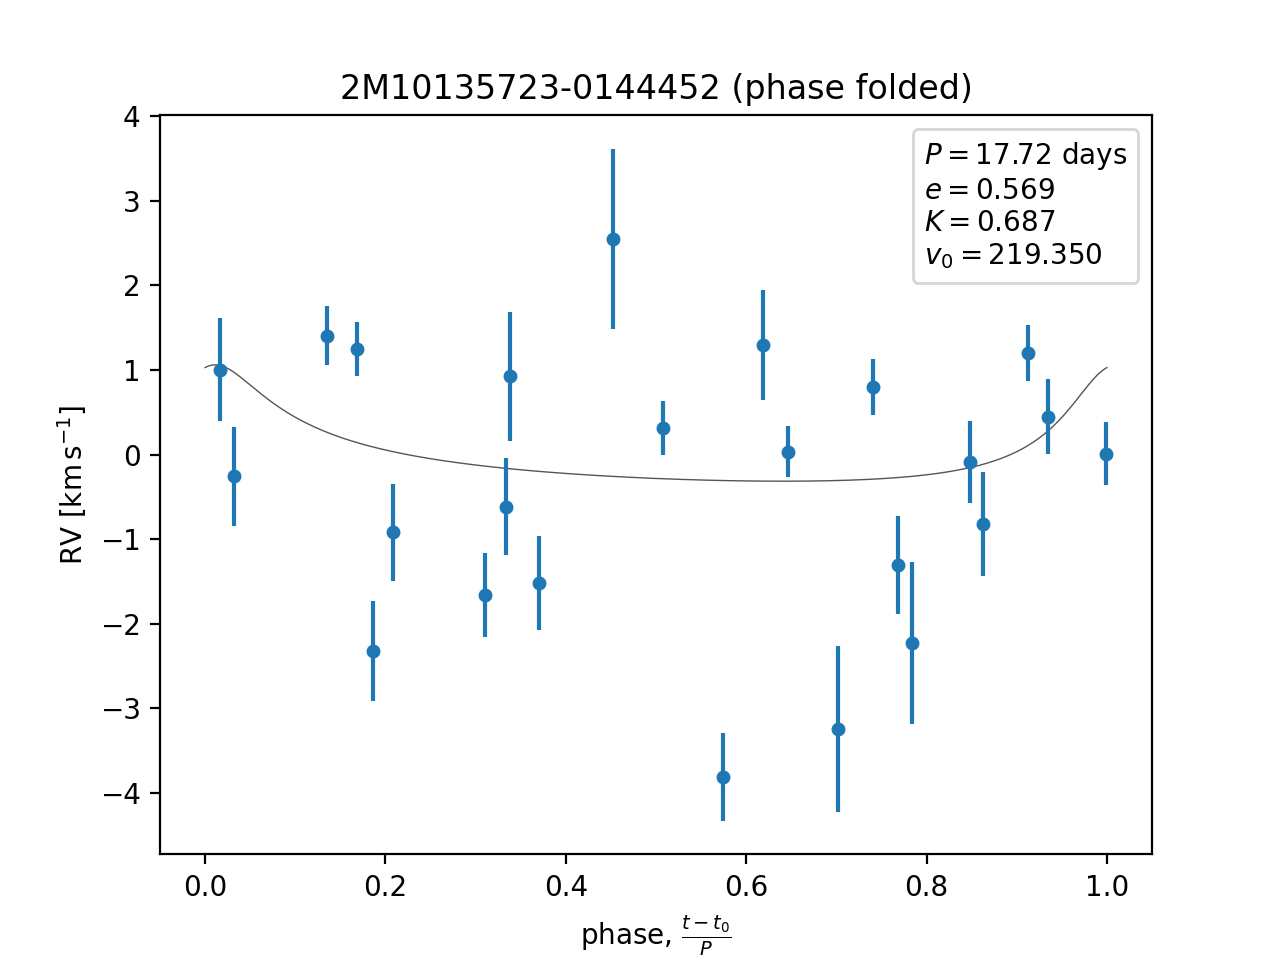 2M10135723-0144452 (phase folded)
P = 17.72 days
e = 0.569
K = 0.687
v₀ = 219.350
4
3
2
1
0
−1
−2
−3
−4
RV [km s⁻¹]
0.0 0.2 0.4 0.6 0.8 1.0
phase, (t − t₀)/P